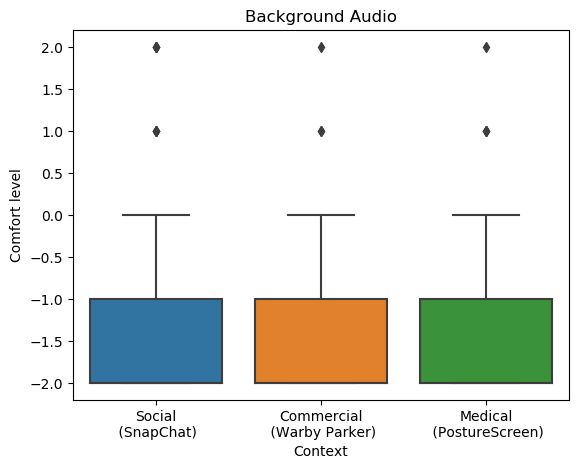 Background Audio
Comfort level
2.0
1.5
1.0
0.5
0.0
−0.5
−1.0
−1.5
−2.0
Social Commercial Medical
(SnapChat) (Warby Parker) (PostureScreen)
Context